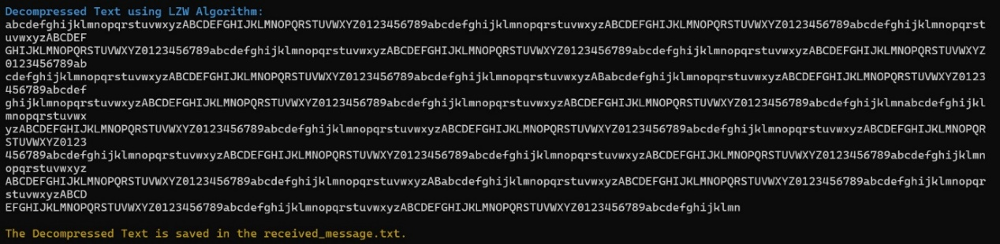 Decompressed Text using LZW Algorithm:
abcdefghijklmnopqrstuvwxyzABCDEFGHIJKLMNOPQRSTUVWXYZ0123456789abcdefghijklmnopqrstuvwxyzABCDEFGHIJKLMNOPQRSTUVWXYZ0123456789abcdefghijklmnopqrst
uvwxyzABCDEF
GHIJKLMNOPQRSTUVWXYZ0123456789abcdefghijklmnopqrstuvwxyzABCDEFGHIJKLMNOPQRSTUVWXYZ0123456789abcdefghijklmnopqrstuvwxyzABCDEFGHIJKLMNOPQRSTUVWXYZ
0123456789ab
cdefghijklmnopqrstuvwxyzABCDEFGHIJKLMNOPQRSTUVWXYZ0123456789abcdefghijklmnopqrstuvwxyzABabcdefghijklmnopqrstuvwxyzABCDEFGHIJKLMNOPQRSTUVWXYZ0123
456789abcdef
ghijklmnopqrstuvwxyzABCDEFGHIJKLMNOPQRSTUVWXYZ0123456789abcdefghijklmnopqrstuvwxyzABCDEFGHIJKLMNOPQRSTUVWXYZ0123456789abcdefghijklmnabcdefghijkl
mnopqrstuvwx
yzABCDEFGHIJKLMNOPQRSTUVWXYZ0123456789abcdefghijklmnopqrstuvwxyzABCDEFGHIJKLMNOPQRSTUVWXYZ0123456789abcdefghijklmnopqrstuvwxyzABCDEFGHIJKLMNOPQR
STUVWXYZ0123
456789abcdefghijklmnopqrstuvwxyzABCDEFGHIJKLMNOPQRSTUVWXYZ0123456789abcdefghijklmnopqrstuvwxyzABCDEFGHIJKLMNOPQRSTUVWXYZ0123456789abcdefghijklmn
opqrstuvwxyz
ABCDEFGHIJKLMNOPQRSTUVWXYZ0123456789abcdefghijklmnopqrstuvwxyzABabcdefghijklmnopqrstuvwxyzABCDEFGHIJKLMNOPQRSTUVWXYZ0123456789abcdefghijklmnopqr
stuvwxyzABCD
EFGHIJKLMNOPQRSTUVWXYZ0123456789abcdefghijklmnopqrstuvwxyzABCDEFGHIJKLMNOPQRSTUVWXYZ0123456789abcdefghijklmn
The Decompressed Text is saved in the received_message.txt.